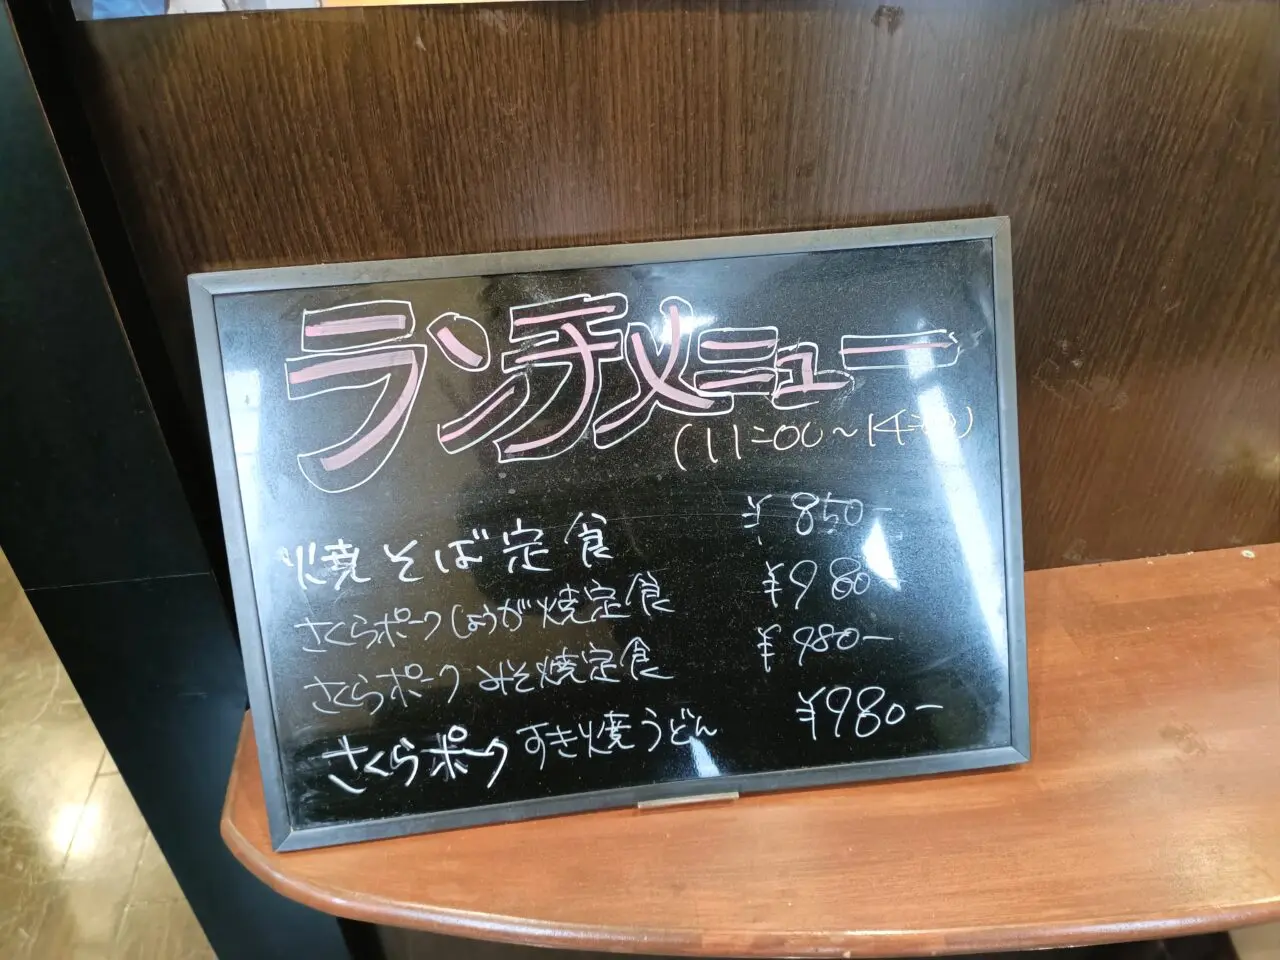 ランチメニュー
(11:00~14:00)
焼そば定食 ¥850-
さくらポークしょうが焼定食 ¥980-
さくらポーク みそ焼定食 ¥980-
さくらポーク すき焼うどん ¥980-